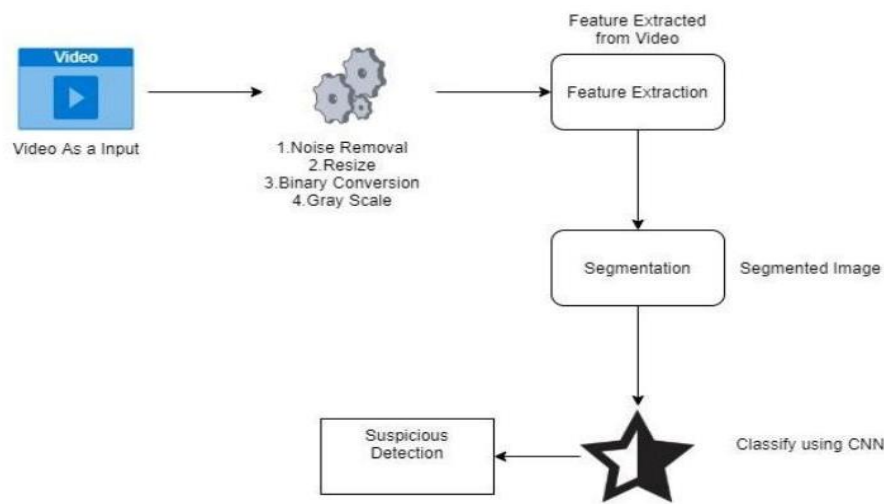 Video
Video As a Input
1.Noise Removal
2.Resize
3.Binary Conversion
4.Gray Scale
Feature Extracted
from Video
Feature Extraction
Segmentation
Segmented Image
Classify using CNN
Suspicious
Detection